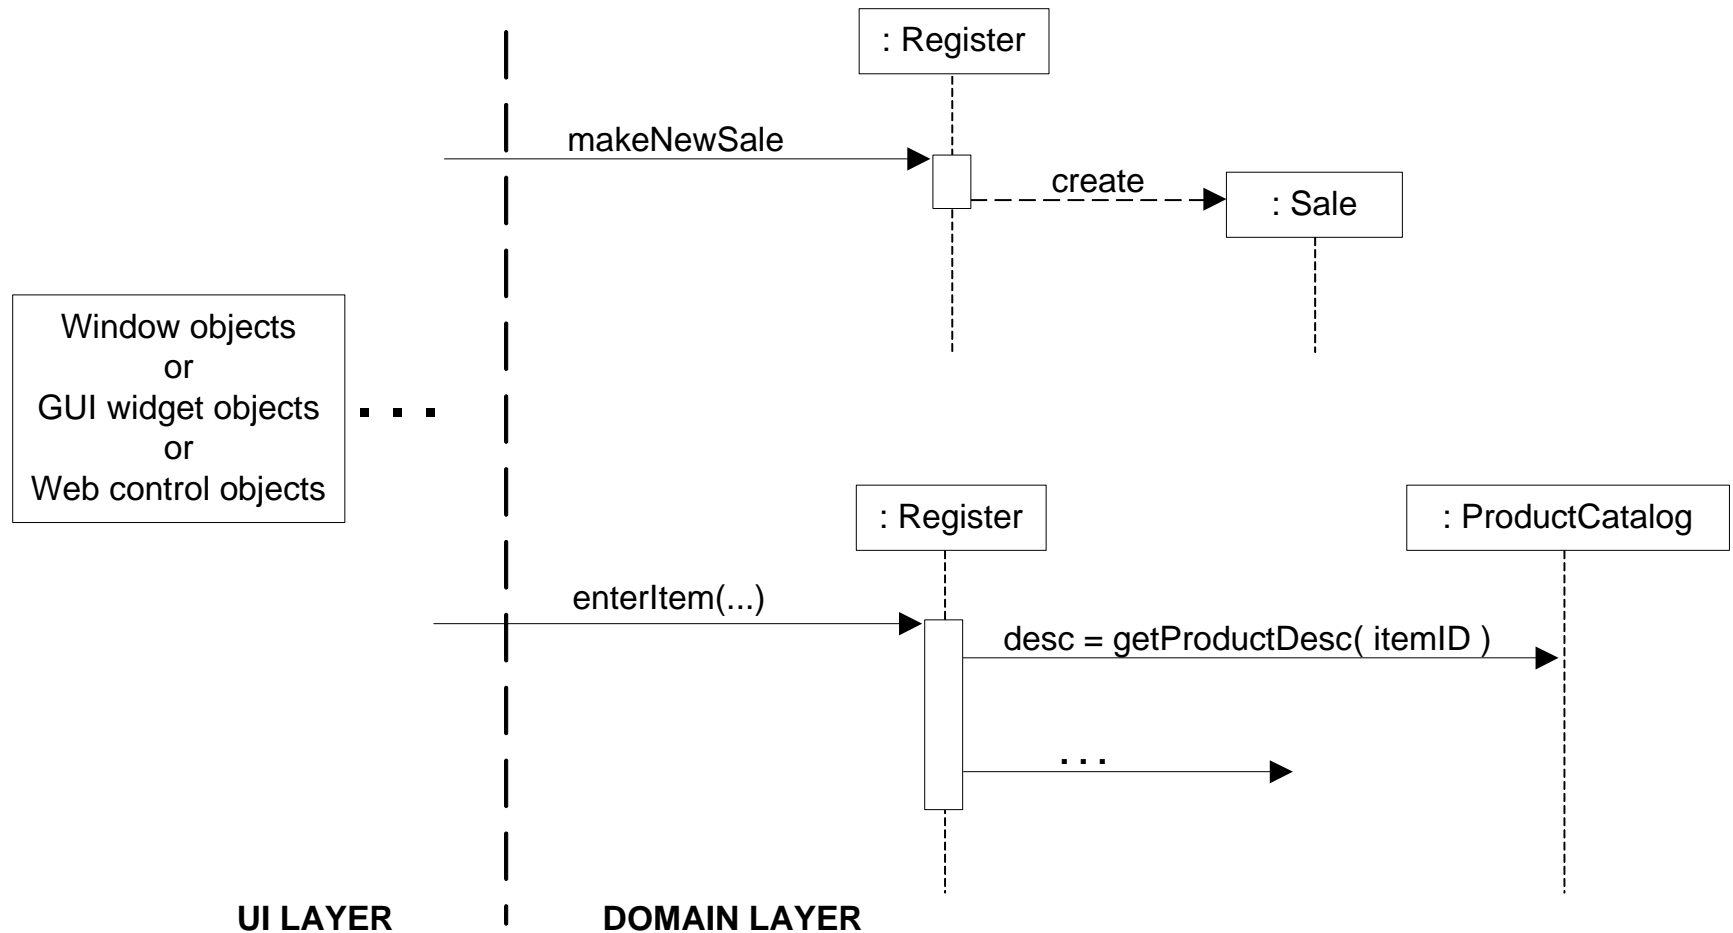 : Register
makeNewSale
create
: Sale
Window objects
or
GUI widget objects
or
Web control objects
. . .
: Register
: ProductCatalog
enterItem(...)
desc = getProductDesc( itemID )
. . .
UI LAYER
DOMAIN LAYER